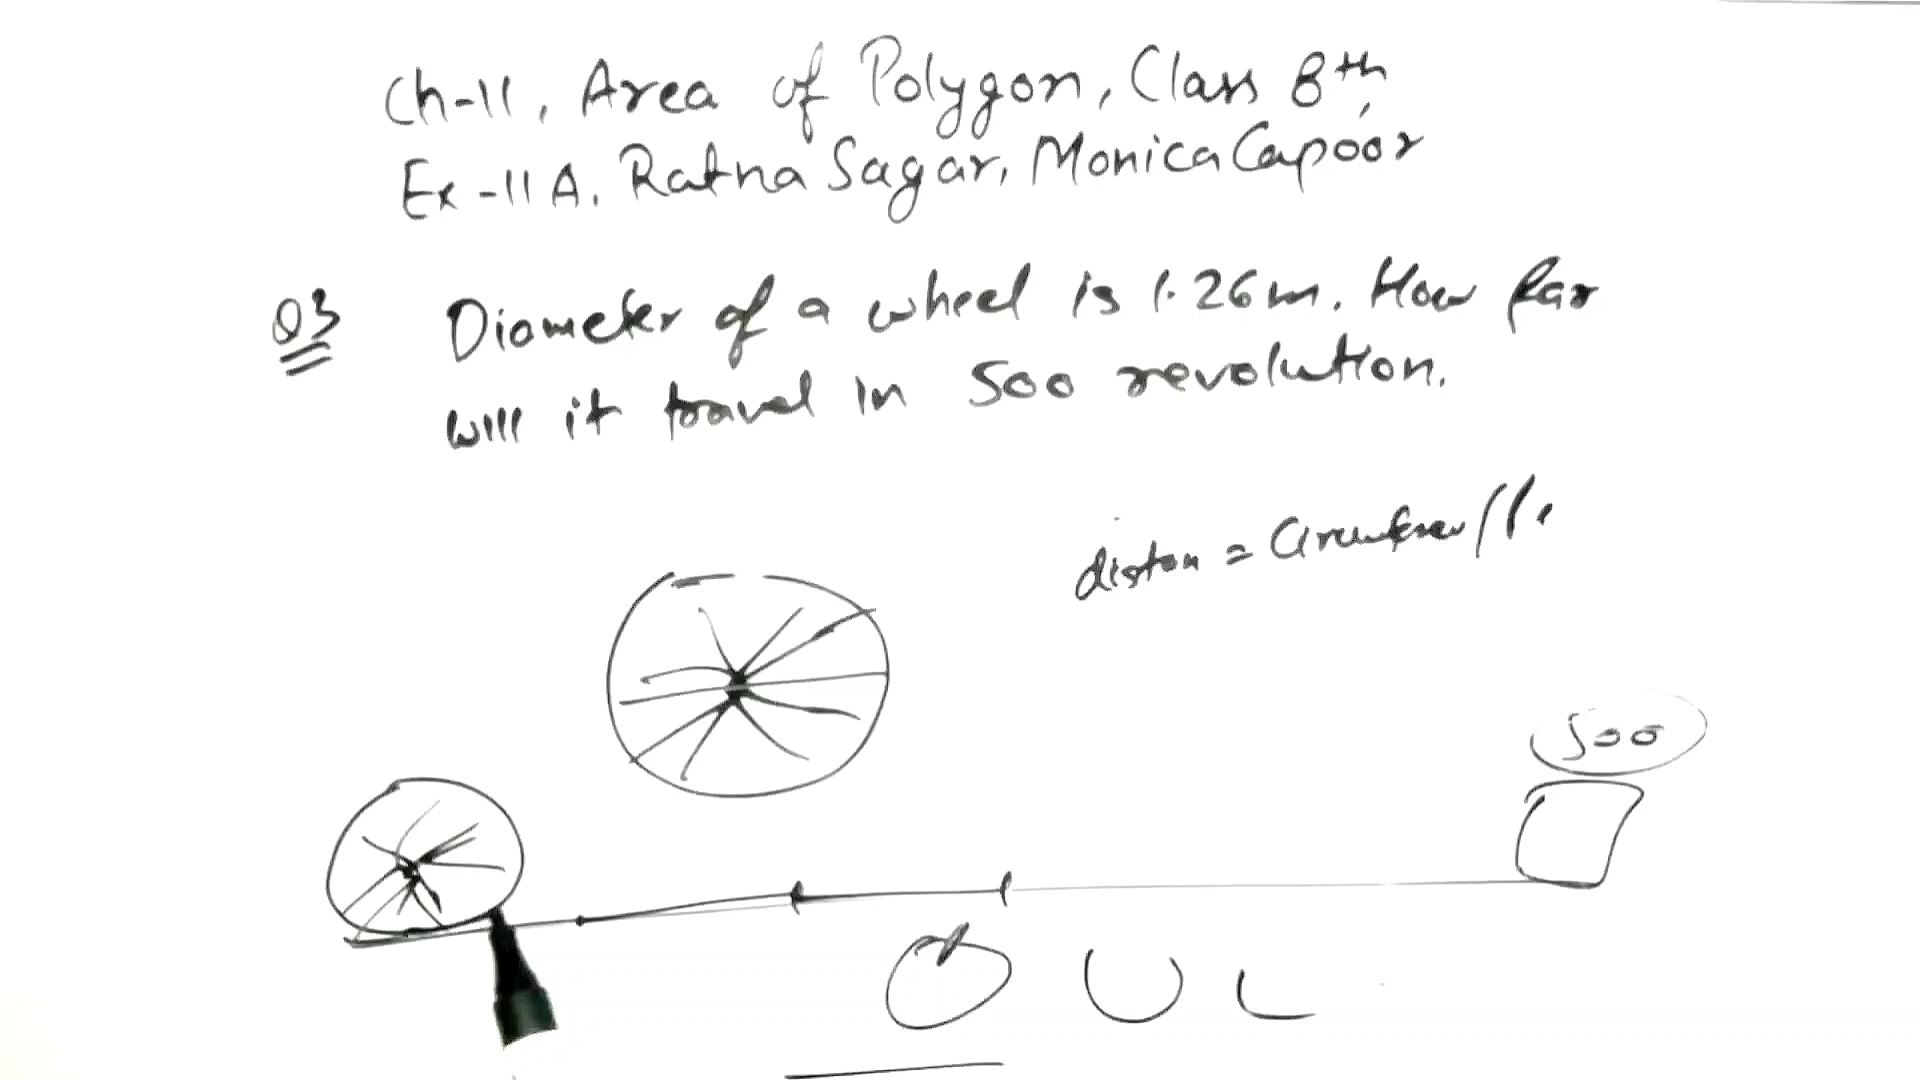 Ch-11, Area of Polygon, Class 8th,
Ex-11A. Ratna Sagar, Monica Capoor
Q3 Diameter of a wheel is 1.26m. How far
will it travel in 500 revolution.
distan =
500